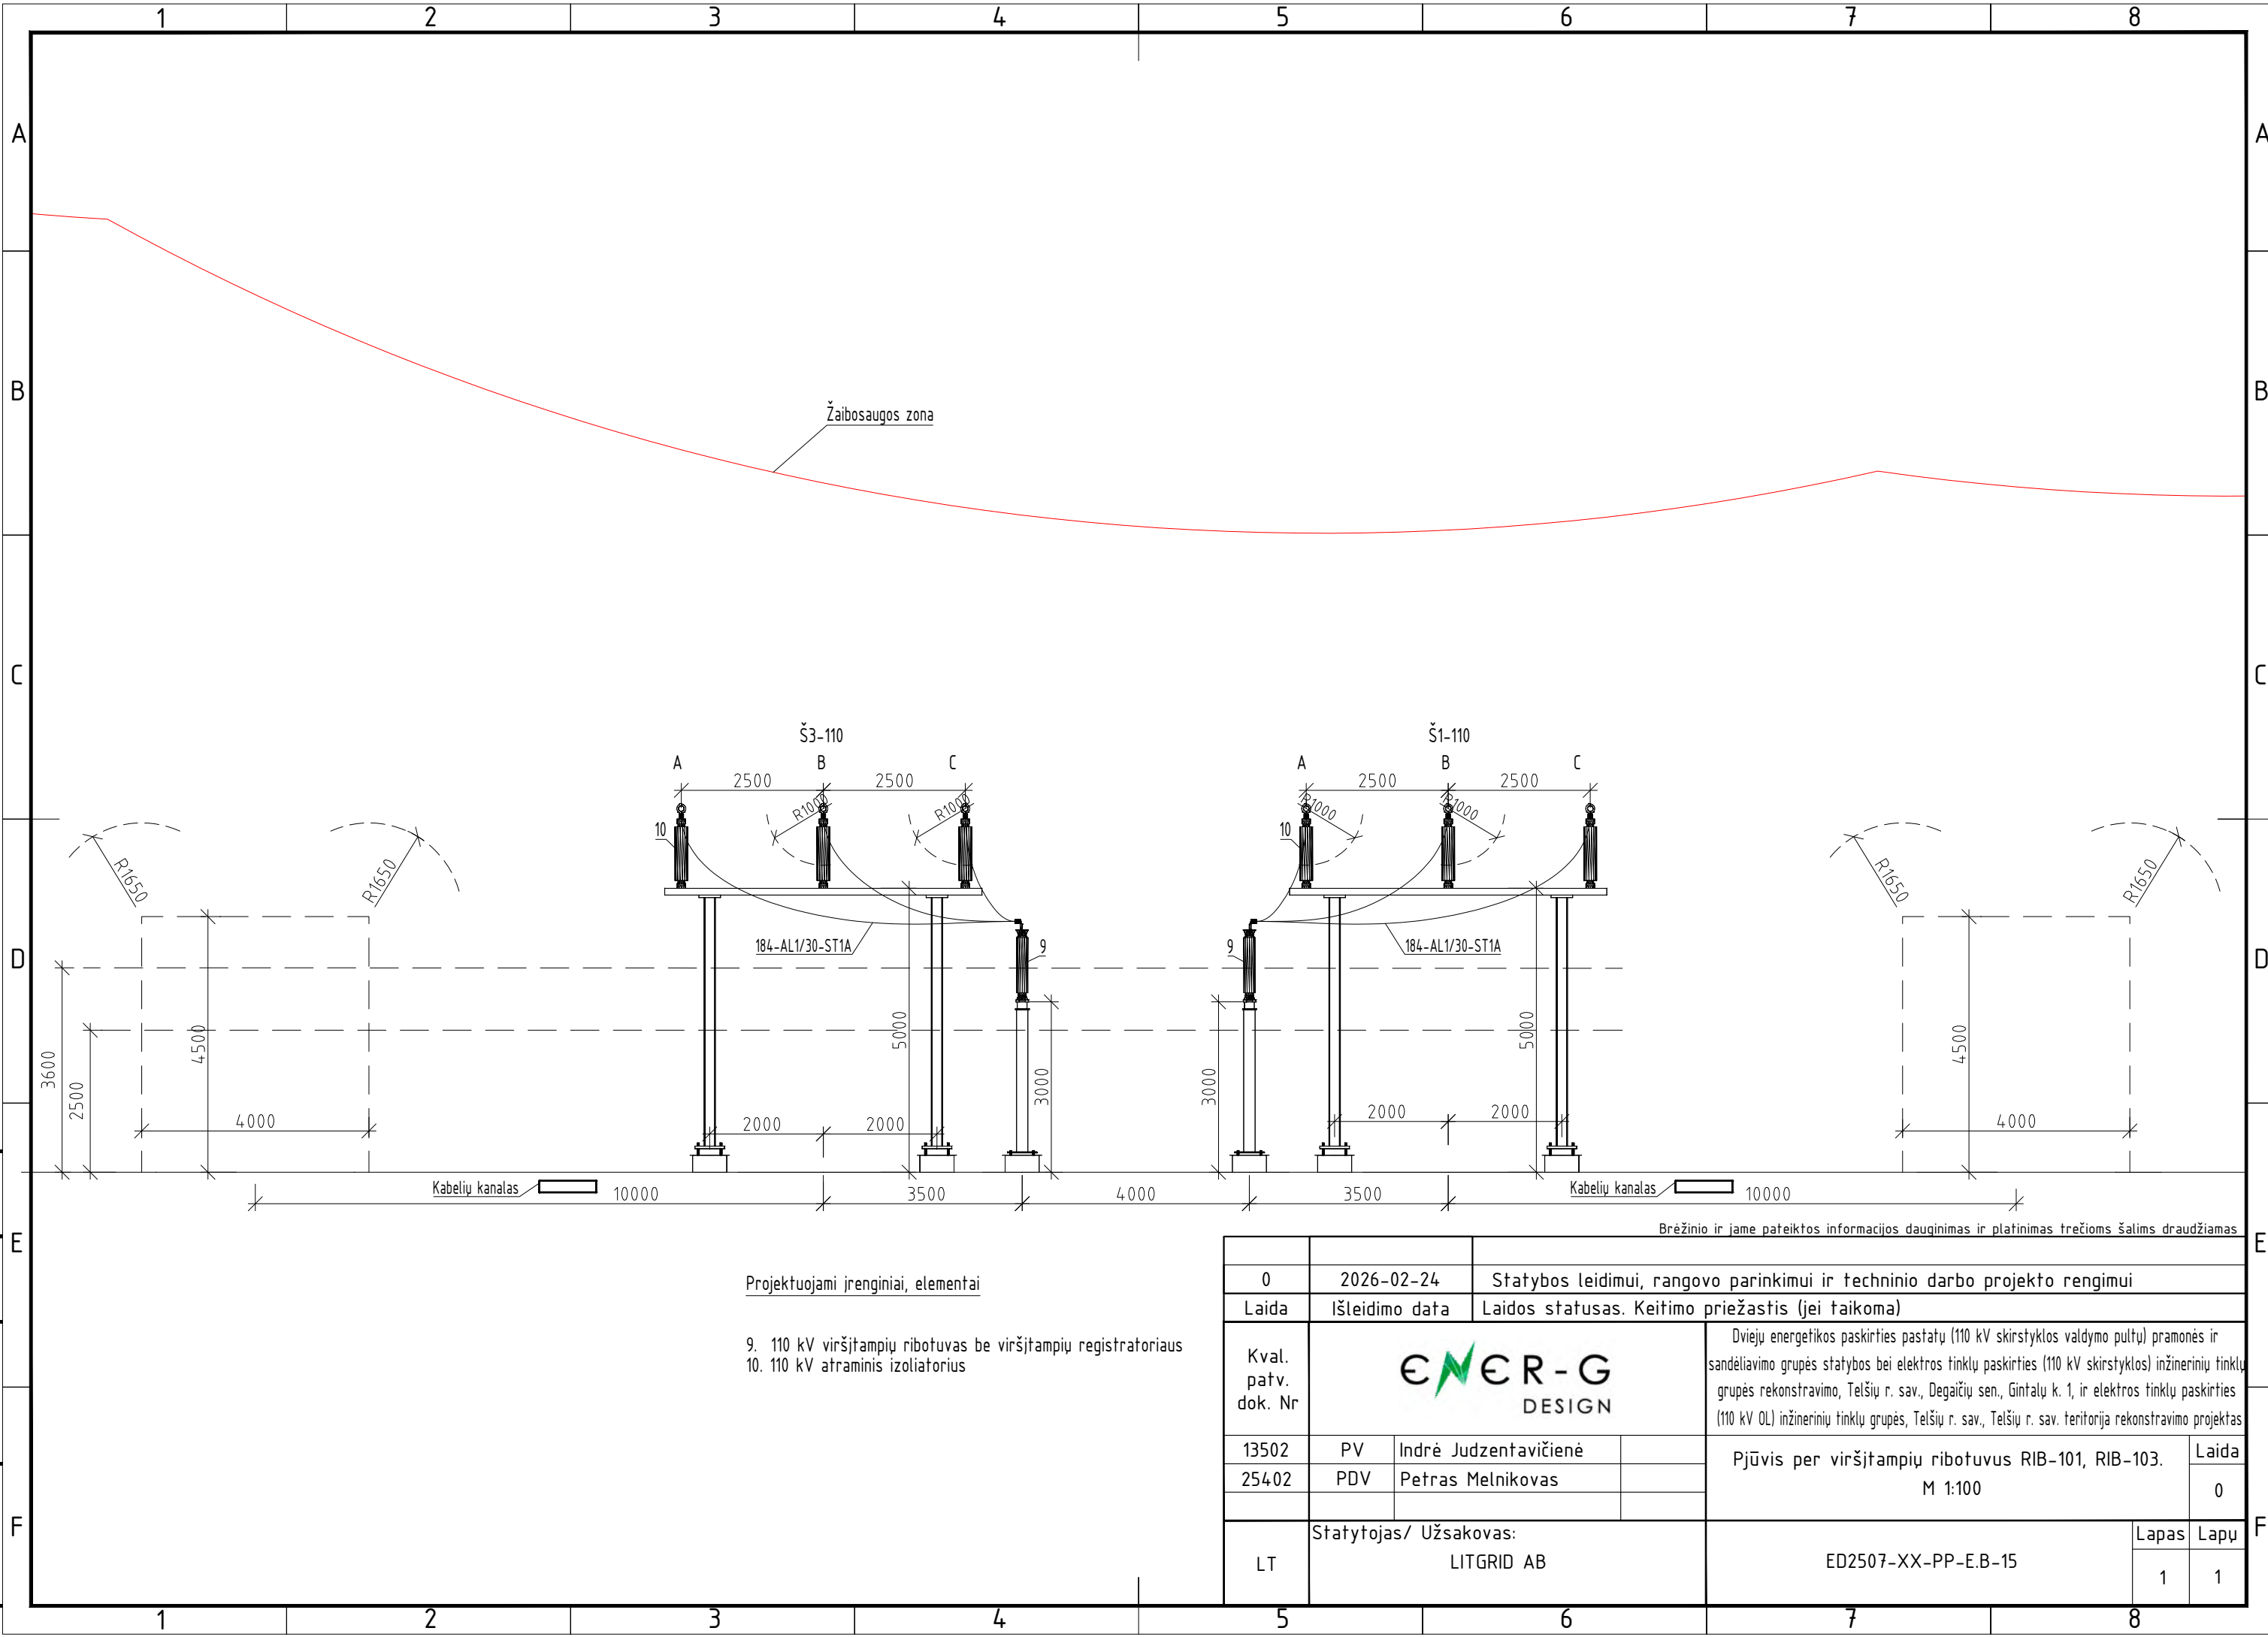 1 2 3 4 5 6 7 8
A A
B B
C C
D D
E E
F F
Žaibosaugos zona
Š3-110
A B C
2500 2500
R1000 R1000
10
Š1-110
A B C
2500 2500
R1000 R1000
10
R1650 R1650
R1650 R1650
184-AL1/30-ST1A
9
9
184-AL1/30-ST1A
3600
2500
4500
4000
5000
3000
2000 2000
3000
5000
2000 2000
4500
4000
Kabelių kanalas
10000 3500 4000 3500
Kabelių kanalas
10000
Brėžinio ir jame pateiktos informacijos dauginimas ir platinimas trečioms šalims draudžiamas
Projektuojami įrenginiai, elementai
9. 110 kV viršįtampių ribotuvas be viršįtampių registratoriaus
10. 110 kV atraminis izoliatorius
0 2026-02-24 Statybos leidimui, rangovo parinkimui ir techninio darbo projekto rengimui
Laida Išleidimo data Laidos statusas. Keitimo priežastis (jei taikoma)
Kval.
patv.
dok. Nr
ENER-G
DESIGN
Dviejų energetikos paskirties pastatų (110 kV skirstyklos valdymo pultų) pramonės ir
sandėliavimo grupės statybos bei elektros tinklų paskirties (110 kV skirstyklos) inžinerinių tinklų
grupės rekonstravimo, Telšių r. sav., Degaičių sen., Gintalų k. 1, ir elektros tinklų paskirties
(110 kV OL) inžinerinių tinklų grupės, Telšių r. sav., Telšių r. sav. teritorija rekonstravimo projektas
13502 PV Indrė Judzentavičienė
25402 PDV Petras Melnikovas
Pjūvis per viršįtampių ribotuvus RIB-101, RIB-103.
M 1:100
Laida
0
LT
Statytojas/ Užsakovas:
LITGRID AB
ED2507-XX-PP-E.B-15
Lapas Lapų
1 1
1 2 3 4 5 6 7 8